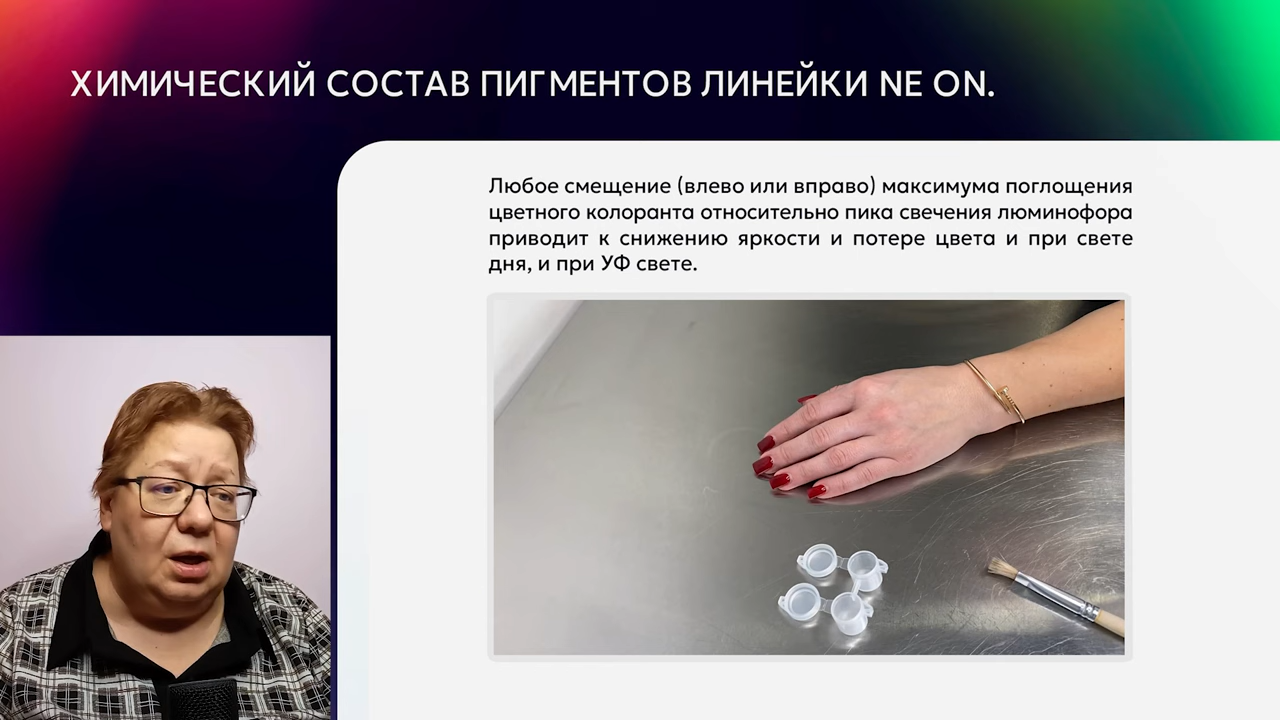 ХИМИЧЕСКИЙ СОСТАВ ПИГМЕНТОВ ЛИНЕЙКИ NE ON.
Любое смещение (влево или вправо) максимума поглощения
цветного колоранта относительно пика свечения люминофора
приводит к снижению яркости и потере цвета и при свете
дня, и при УФ свете.